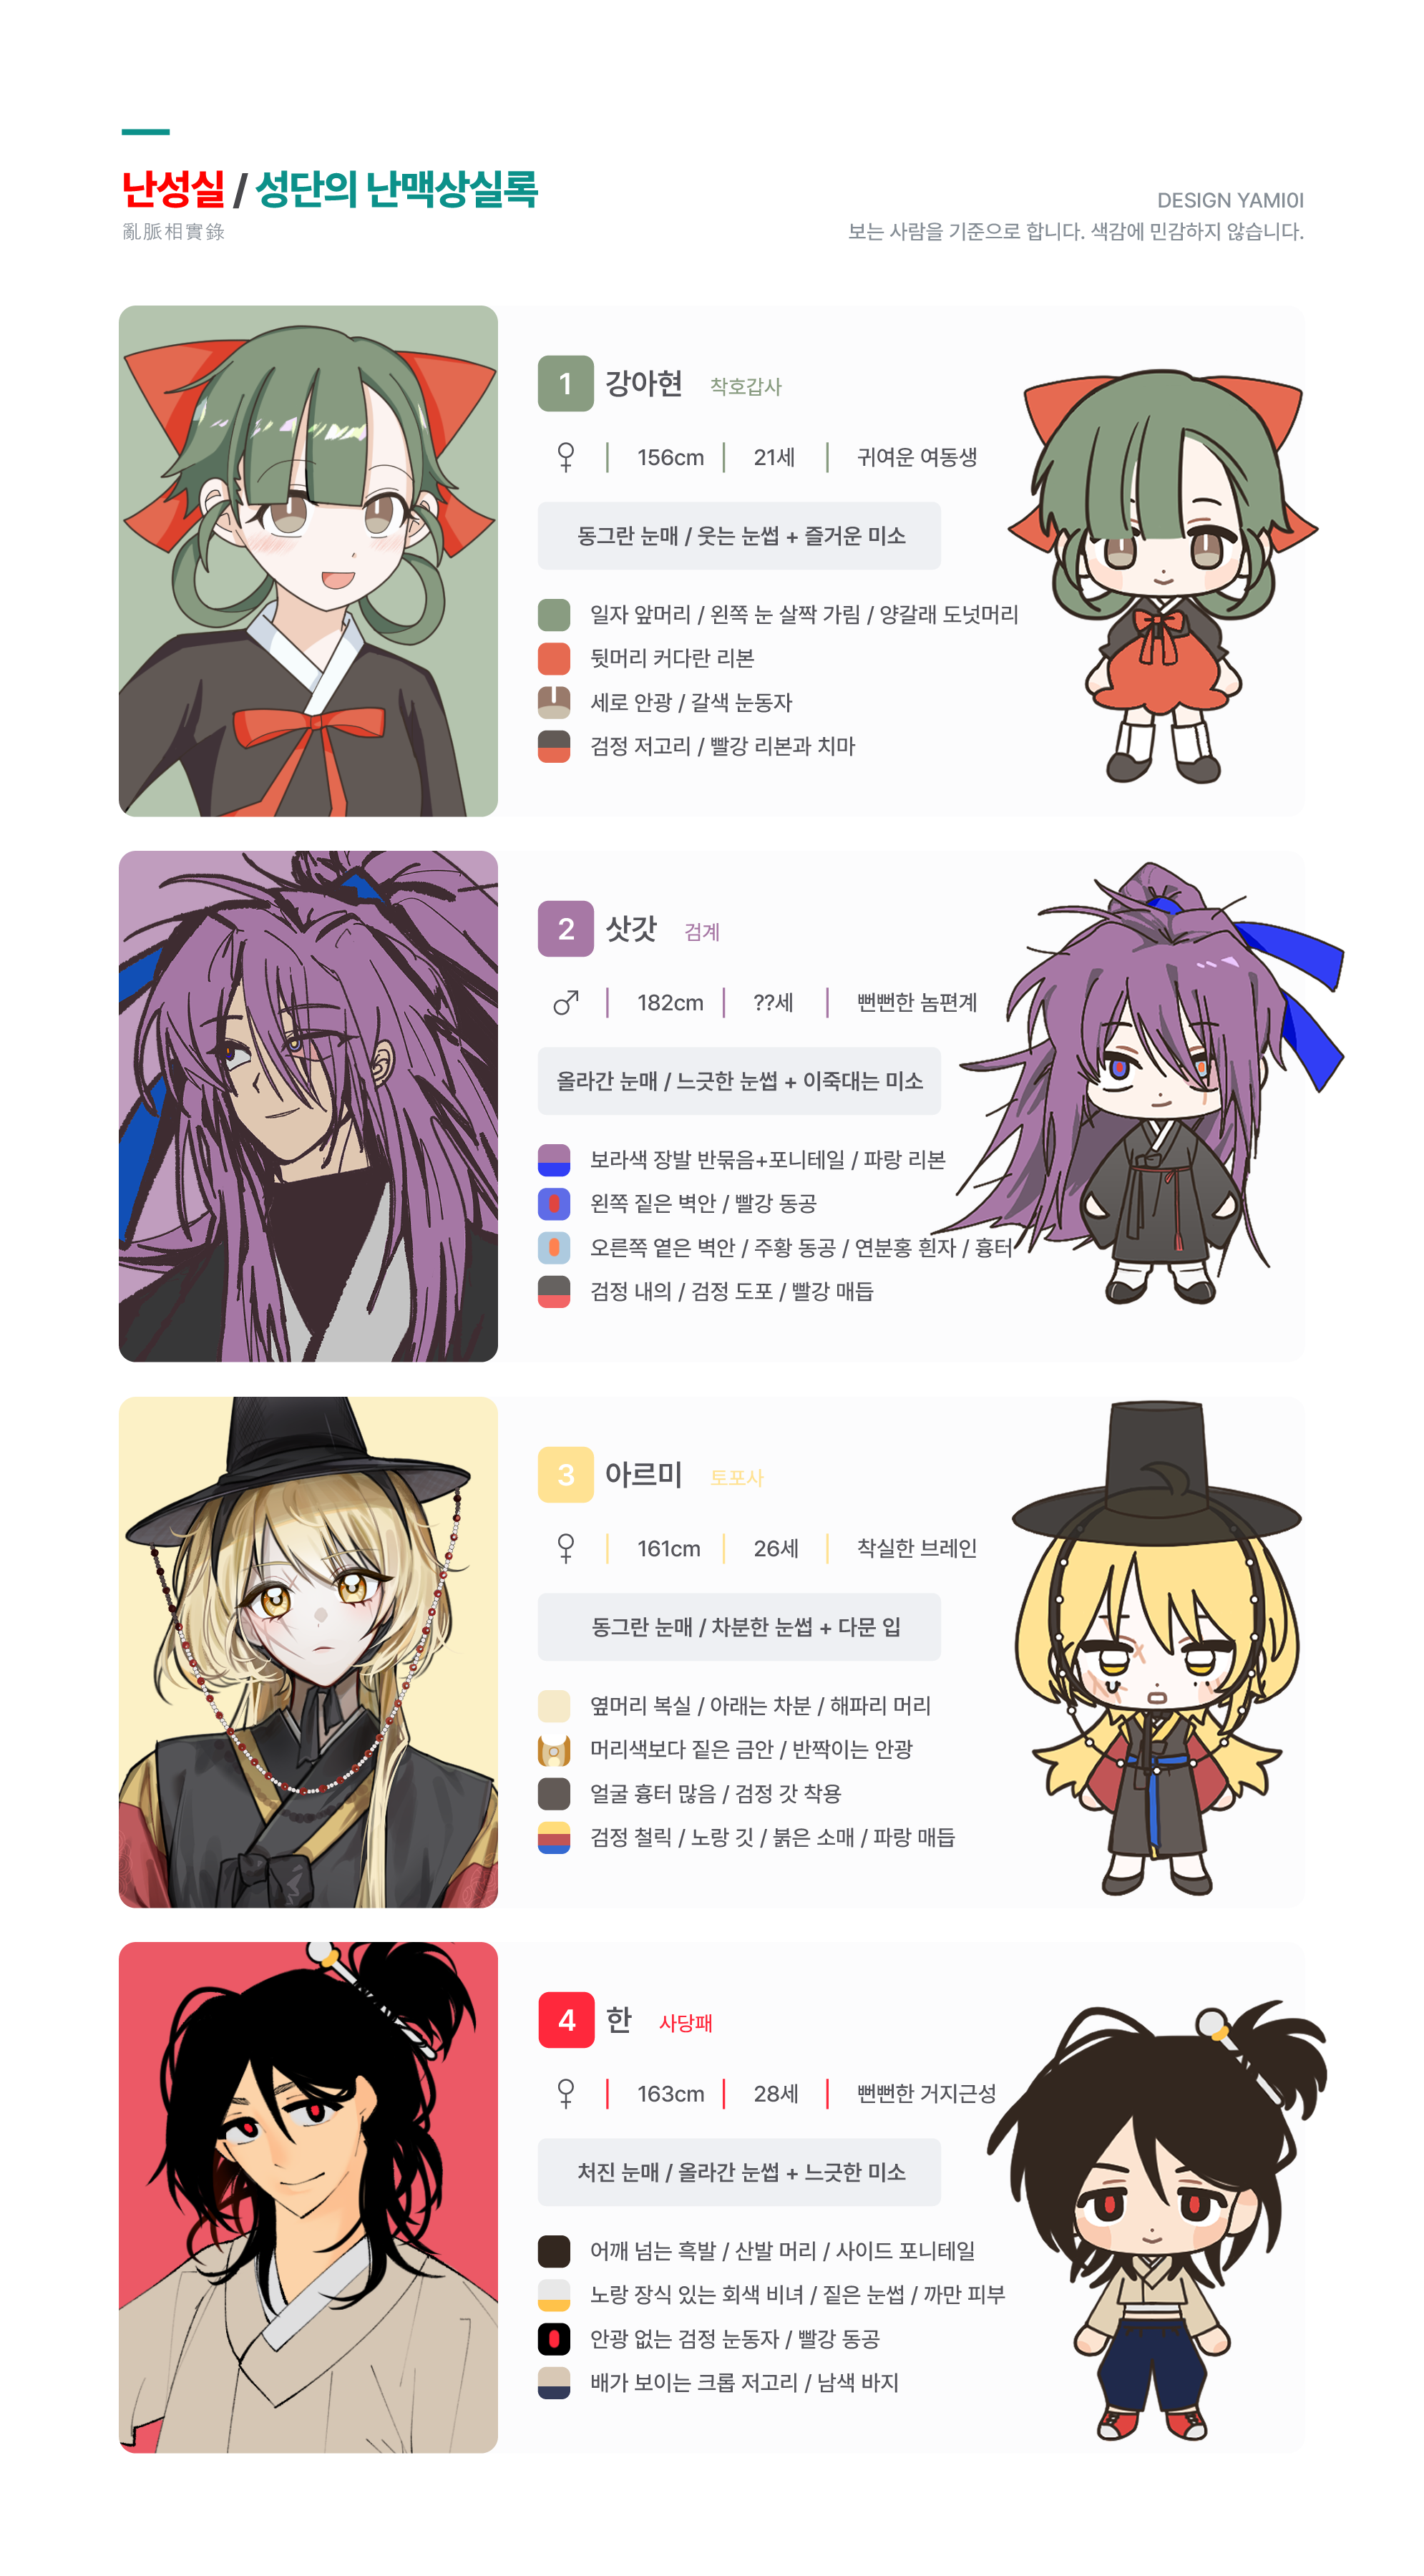 난성실 / 성단의 난맥상실록
亂脈相實錄
DESIGN YAMI0I
보는 사람을 기준으로 합니다. 색감에 민감하지 않습니다.
1 강아현 착호갑사
♀ | 156cm | 21세 | 귀여운 여동생
동그란 눈매 / 웃는 눈썹 + 즐거운 미소
일자 앞머리 / 왼쪽 눈 살짝 가림 / 양갈래 도넛머리
뒷머리 커다란 리본
세로 안광 / 갈색 눈동자
검정 저고리 / 빨강 리본과 치마
2 삿갓 검계
♂ | 182cm | ??세 | 뻔뻔한 놈편계
올라간 눈매 / 느긋한 눈썹 + 이죽대는 미소
보라색 장발 반묶음+포니테일 / 파랑 리본
왼쪽 짙은 벽안 / 빨강 동공
오른쪽 옅은 벽안 / 주황 동공 / 연분홍 흰자 / 흉터
검정 내의 / 검정 도포 / 빨강 매듭
3 아르미 토포사
♀ | 161cm | 26세 | 착실한 브레인
동그란 눈매 / 차분한 눈썹 + 다문 입
옆머리 복실 / 아래는 차분 / 해파리 머리
머리색보다 짙은 금안 / 반짝이는 안광
얼굴 흉터 많음 / 검정 갓 착용
검정 철릭 / 노랑 깃 / 붉은 소매 / 파랑 매듭
4 한 사당패
♀ | 163cm | 28세 | 뻔뻔한 거지근성
처진 눈매 / 올라간 눈썹 + 느긋한 미소
어깨 넘는 흑발 / 산발 머리 / 사이드 포니테일
노랑 장식 있는 회색 비녀 / 짙은 눈썹 / 까만 피부
안광 없는 검정 눈동자 / 빨강 동공
배가 보이는 크롭 저고리 / 남색 바지